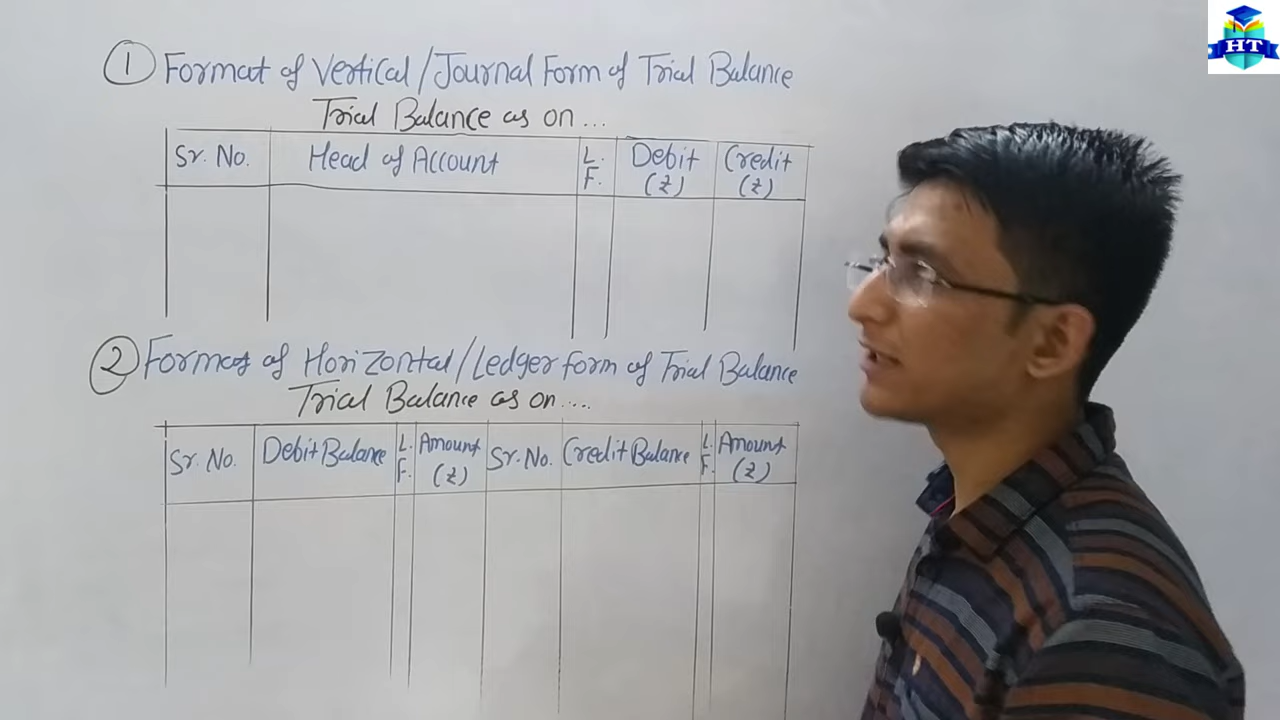 1 Format of Vertical/Journal Form of Trial Balance
Trial Balance as on...
Sr. No. Head of Account L.F. Debit (₹) Credit (₹)
2 Format of Horizontal/Ledger form of Trial Balance
Trial Balance as on....
Sr. No. Debit Balance L.F. Amount (₹) Sr. No. Credit Balance L.F. Amount (₹)
HT